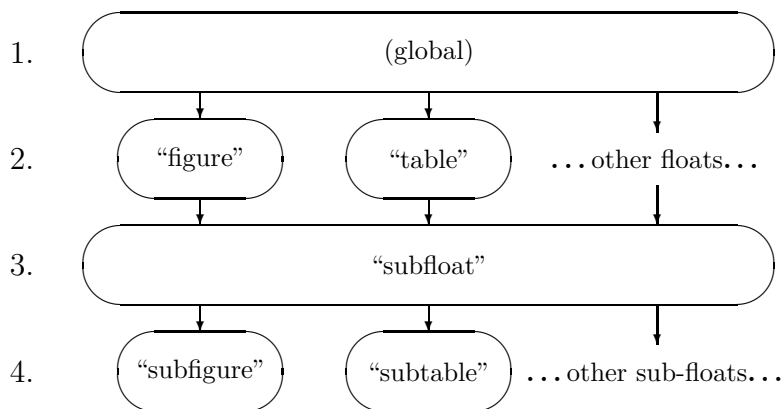 1. (global)
2. “figure” “table” ...other floats...
3. “subfloat”
4. “subfigure” “subtable” ...other sub-floats...